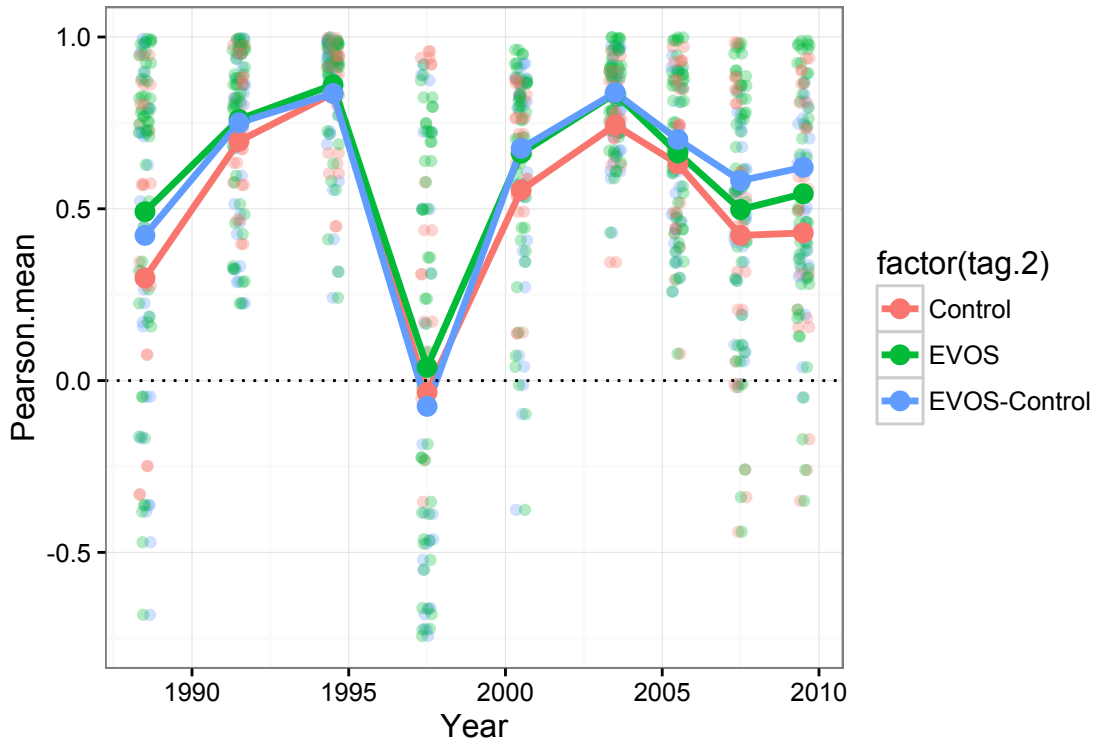 1.0
0.5
0.0
-0.5
Pearson.mean
1990
1995
2000
2005
2010
Year
factor(tag.2)
Control
EVOS
EVOS-Control